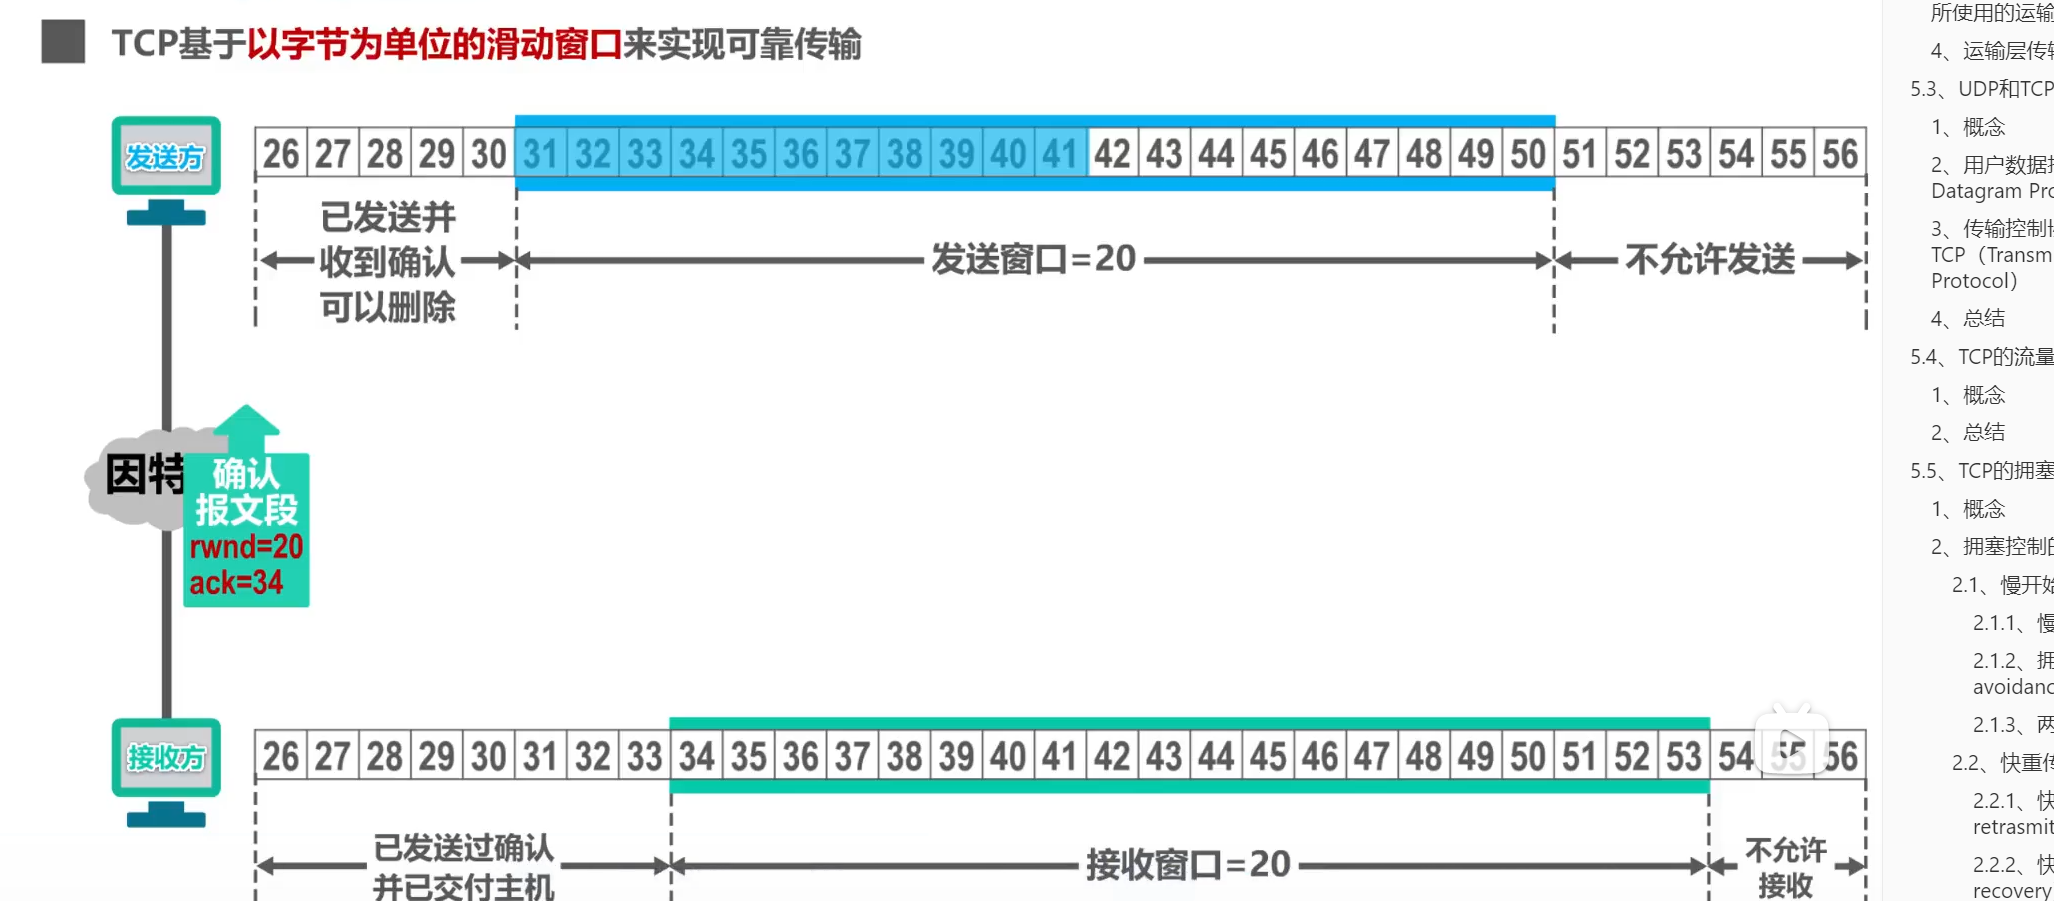 TCP基于以字节为单位的滑动窗口来实现可靠传输
发送方
26 27 28 29 30 31 32 33 34 35 36 37 38 39 40 41 42 43 44 45 46 47 48 49 50 51 52 53 54 55 56
已发送并
收到确认
可以删除
发送窗口=20
不允许发送
因特
确认
报文段
rwnd=20
ack=34
接收方
26 27 28 29 30 31 32 33 34 35 36 37 38 39 40 41 42 43 44 45 46 47 48 49 50 51 52 53 54 55 56
已发送过确认
并已交付主机
接收窗口=20
不允许
接收
所使用的运输
4、运输层传输
5.3、UDP和TCP
1、概念
2、用户数据报
Datagram Pro
3、传输控制协
TCP（Transm
Protocol）
4、总结
5.4、TCP的流量
1、概念
2、总结
5.5、TCP的拥塞
1、概念
2、拥塞控制的
2.1、慢开始
2.1.1、慢
2.1.2、拥
avoidanc
2.1.3、两
2.2、快重传
2.2.1、快
retrasmit
2.2.2、快
recovery